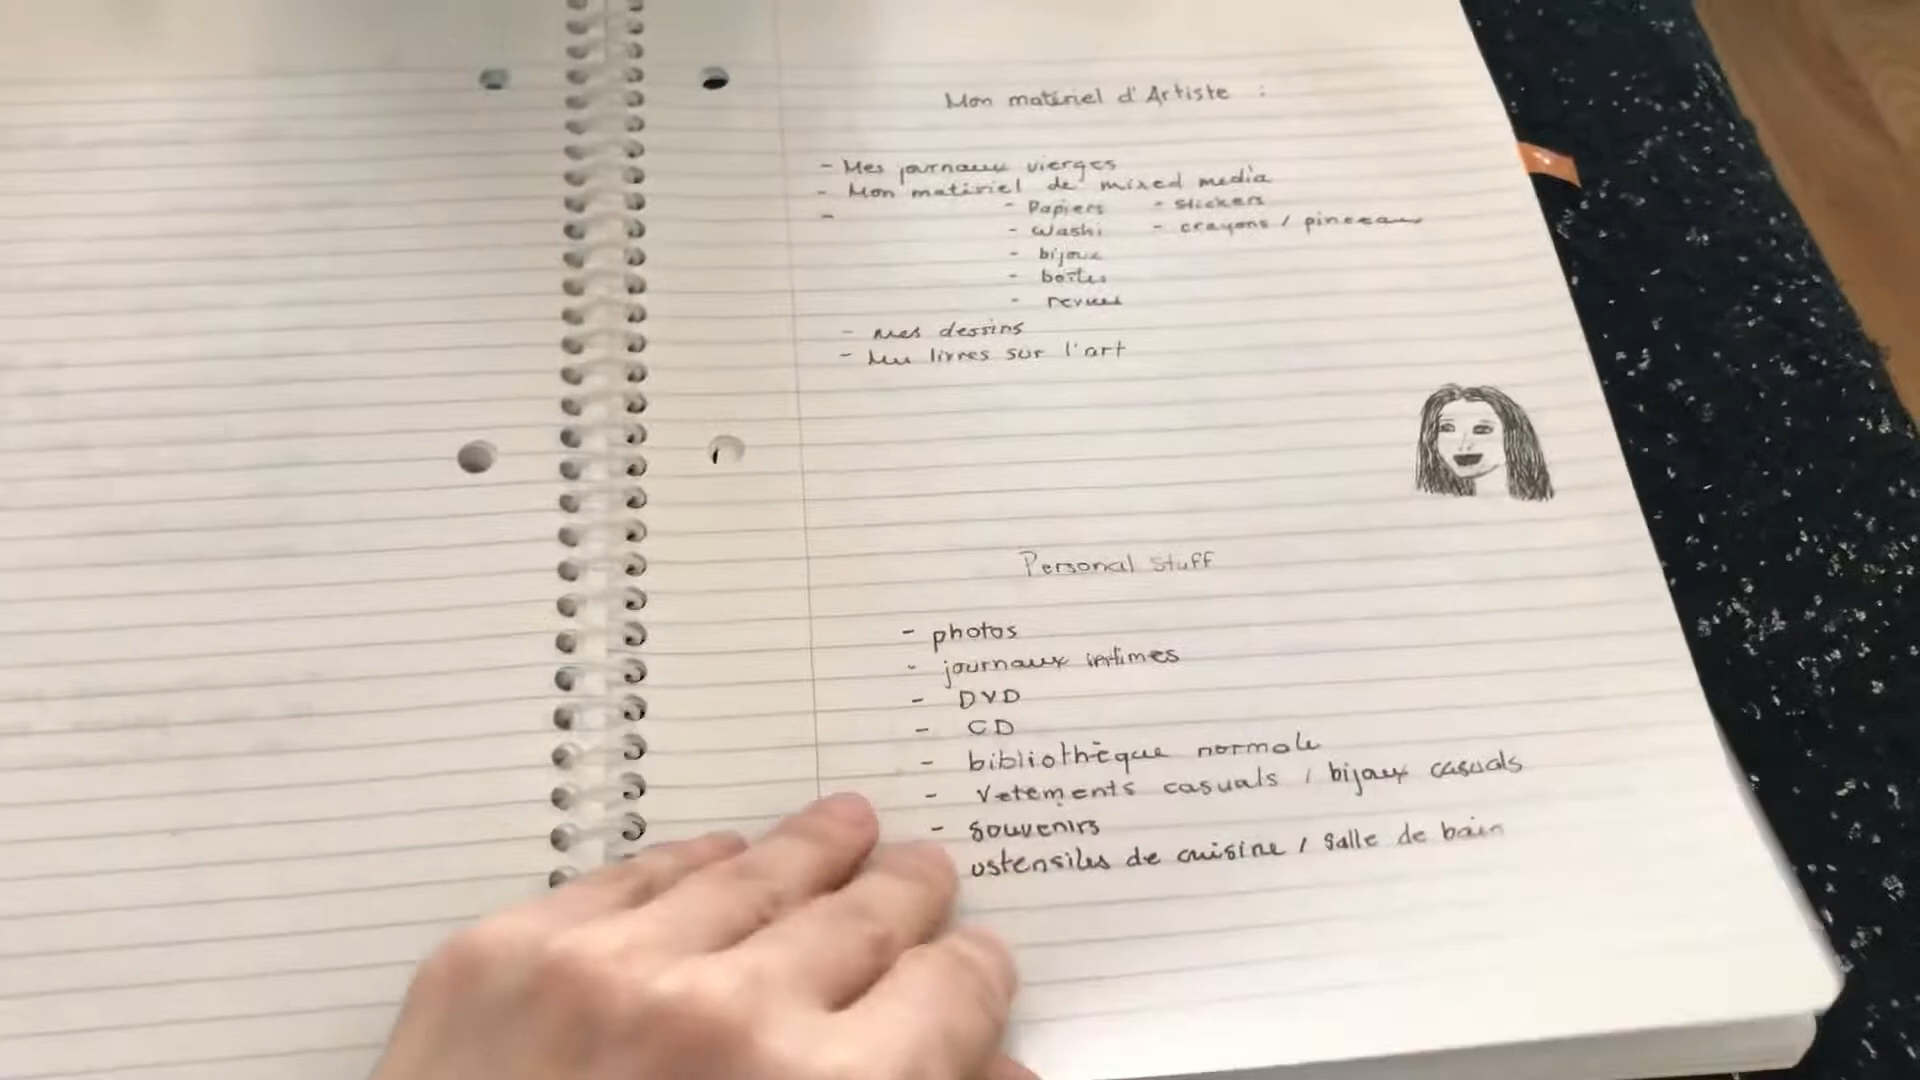 Mon matériel d'Artiste :
- Mes journaux vierges
- Mon matériel de mixed media
- Papiers - stickers
-
- washi - crayons / pinceaux
- bijoux
- boîtes
- revues
- mes dessins
- Mes livres sur l'art
Personal Stuff
- photos
- journaux intimes
- DVD
- CD
- bibliothèque normale
- Vetements casuals / bijoux casuals
- souvenirs
ustensiles de cuisine / salle de bain